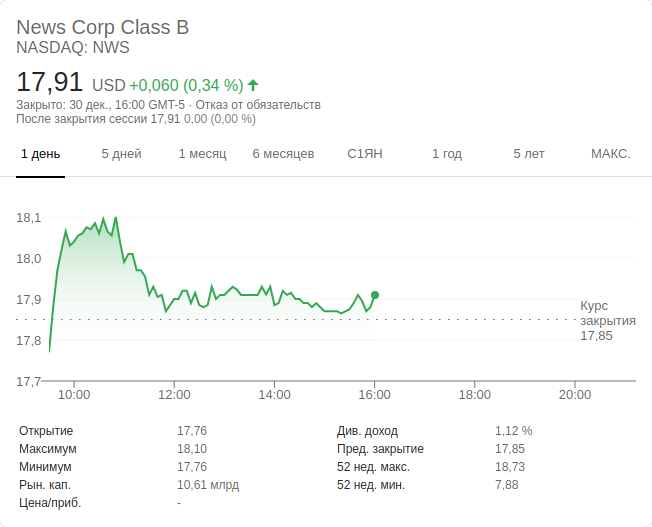 News Corp Class B
NASDAQ: NWS
17,91 USD +0,060 (0,34 %)
Закрыто: 30 дек., 16:00 GMT-5 · Отказ от обязательств
После закрытия сессии 17,91 0,00 (0,00 %)
1 день 5 дней 1 месяц 6 месяцев С1ЯН 1 год 5 лет МАКС.
18,1
18,0
17,9
Курс
закрытия
17,85
17,8
17,7
10:00 12:00 14:00 16:00 18:00 20:00
Открытие 17,76 Див. доход 1,12 %
Максимум 18,10 Пред. закрытие 17,85
Минимум 17,76 52 нед. макс. 18,73
Рын. кап. 10,61 млрд 52 нед. мин. 7,88
Цена/приб. -